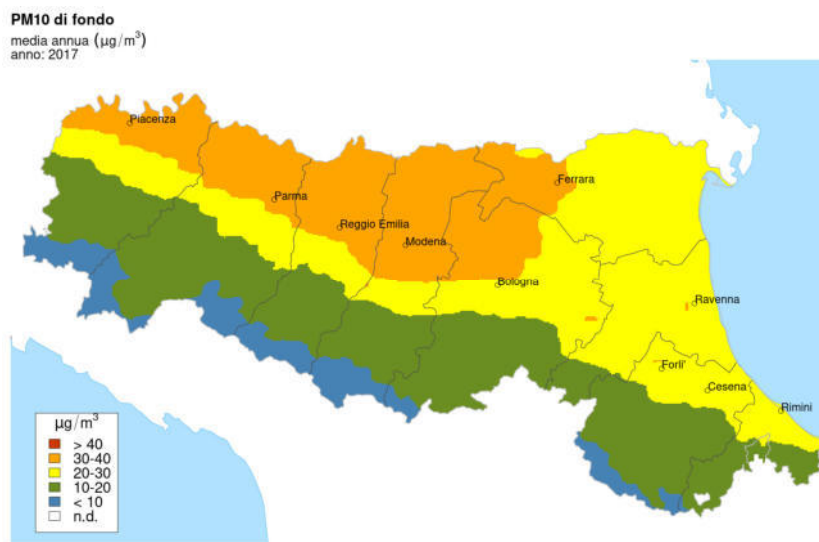 PM10 di fondo
media annua (μg/m³)
anno: 2017
Piacenza
Parma
Reggio Emilia
Modena
Ferrara
Bologna
Ravenna
Forli'
Cesena
Rimini
μg/m³
> 40
30-40
20-30
10-20
< 10
n.d.